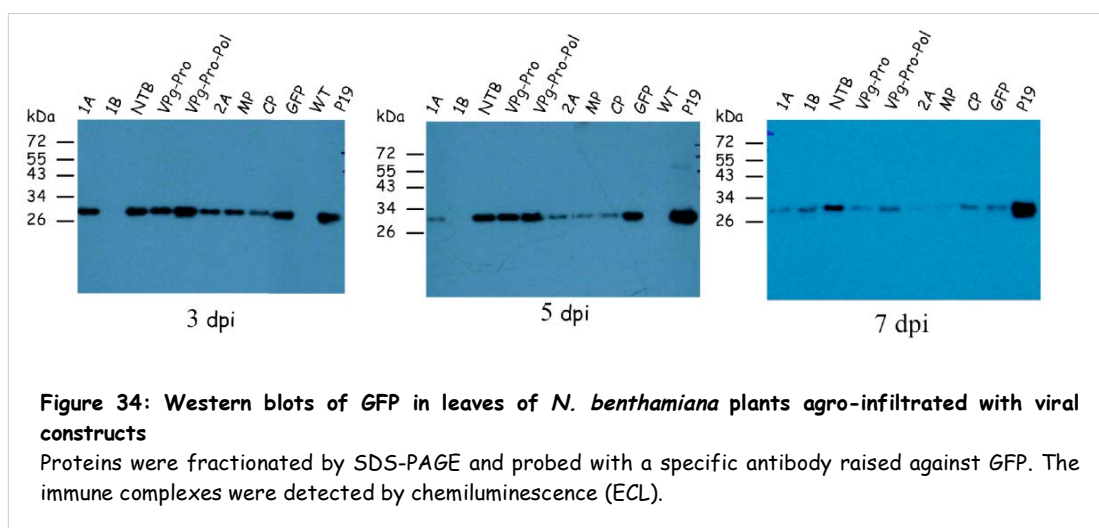 1A 1B NTB VPg-Pro VPg-Pro-Pol 2A MP CP GFP WT P19
kDa
72
55
43
34
26
3 dpi
1A 1B NTB VPg-Pro VPg-Pro-Pol 2A MP CP GFP WT P19
kDa
72
55
43
34
26
5 dpi
1A 1B NTB VPg-Pro VPg-Pro-Pol 2A MP CP GFP P19
kDa
72
55
43
34
26
7 dpi
Figure 34: Western blots of GFP in leaves of N. benthamiana plants agro-infiltrated with viral
constructs
Proteins were fractionated by SDS-PAGE and probed with a specific antibody raised against GFP. The
immune complexes were detected by chemiluminescence (ECL).